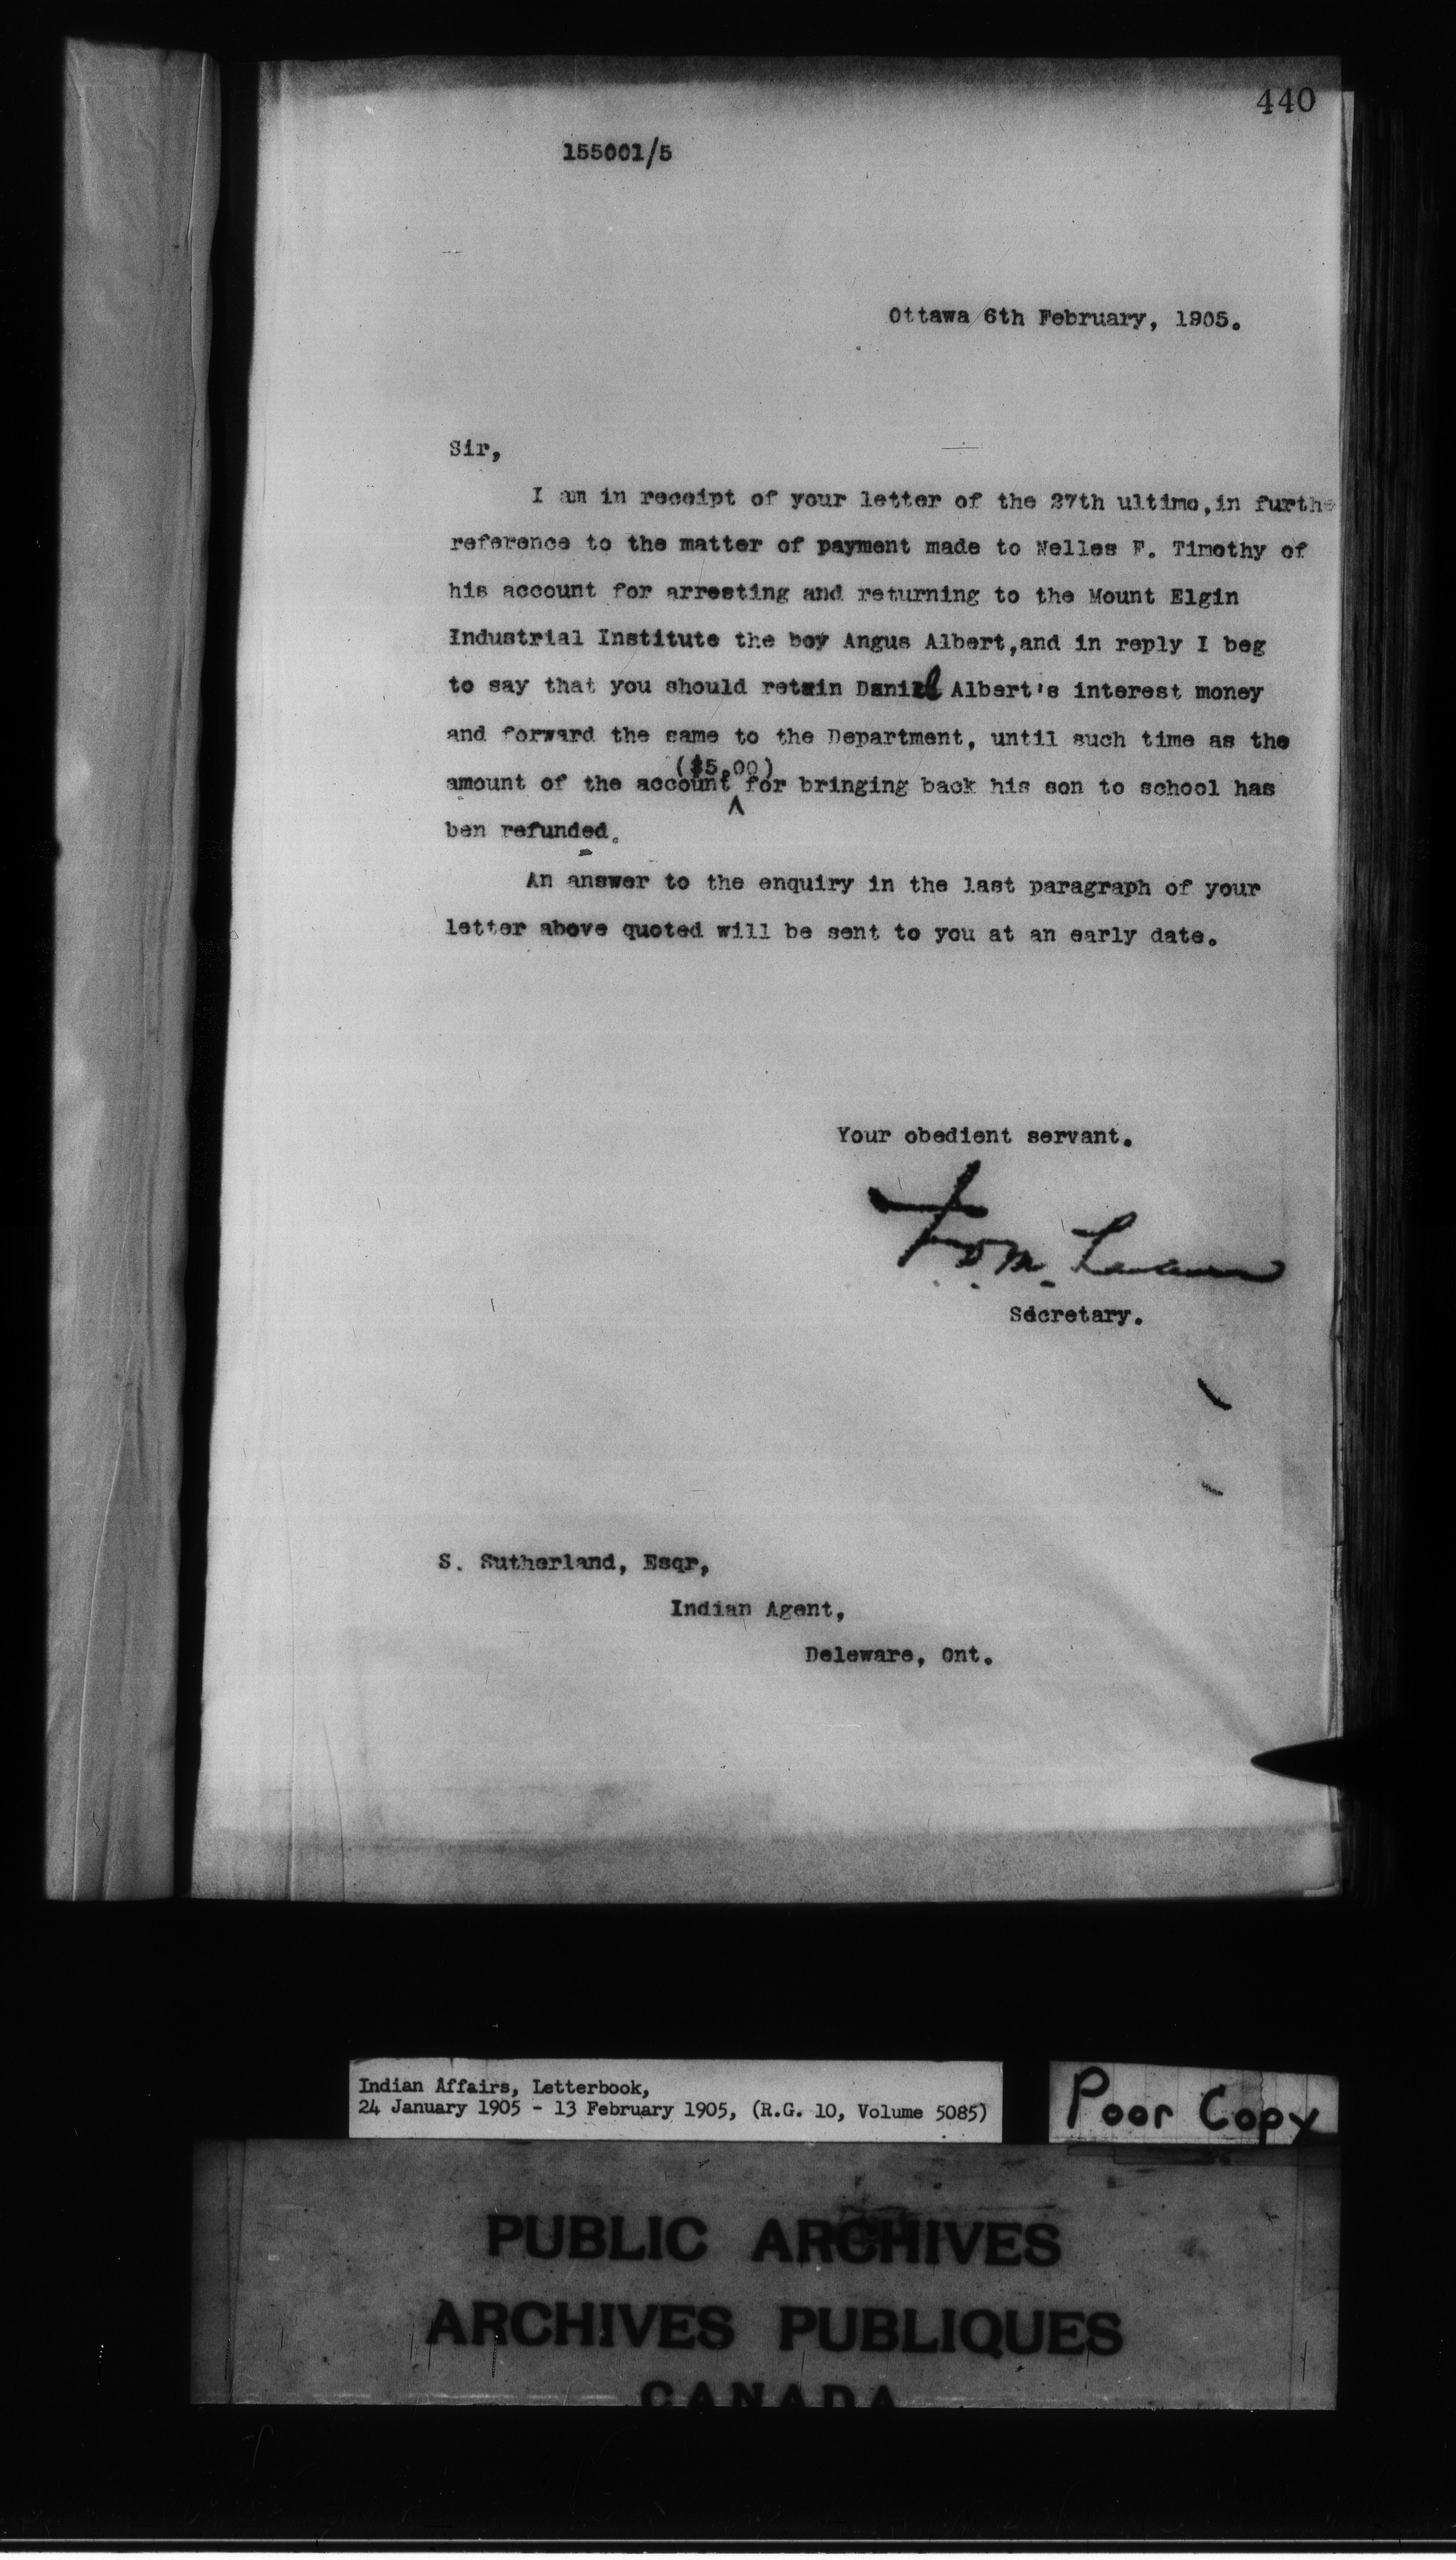 440
155001/5
Ottawa 6th February, 1905.
Sir,
I am in receipt of your letter of the 27th ultimo,in furthe
reference to the matter of payment made to Nelles F. Timothy of
his account for arresting and returning to the Mount Elgin
Industrial Institute the boy Angus Albert,and in reply I beg
to say that you should retain Daniel Albert's interest money
and forward the same to the Department, until such time as the
($5.00)
amount of the account for bringing back his son to school has
ben refunded.
An answer to the enquiry in the last paragraph of your
letter above quoted will be sent to you at an early date.
Your obedient servant.
Secretary.
S. Sutherland, Esqr,
Indian Agent,
Deleware, Ont.
Indian Affairs, Letterbook,
24 January 1905 - 13 February 1905, (R.G. 10, Volume 5085)
Poor Copy
PUBLIC ARCHIVES
ARCHIVES PUBLIQUES
CANADA